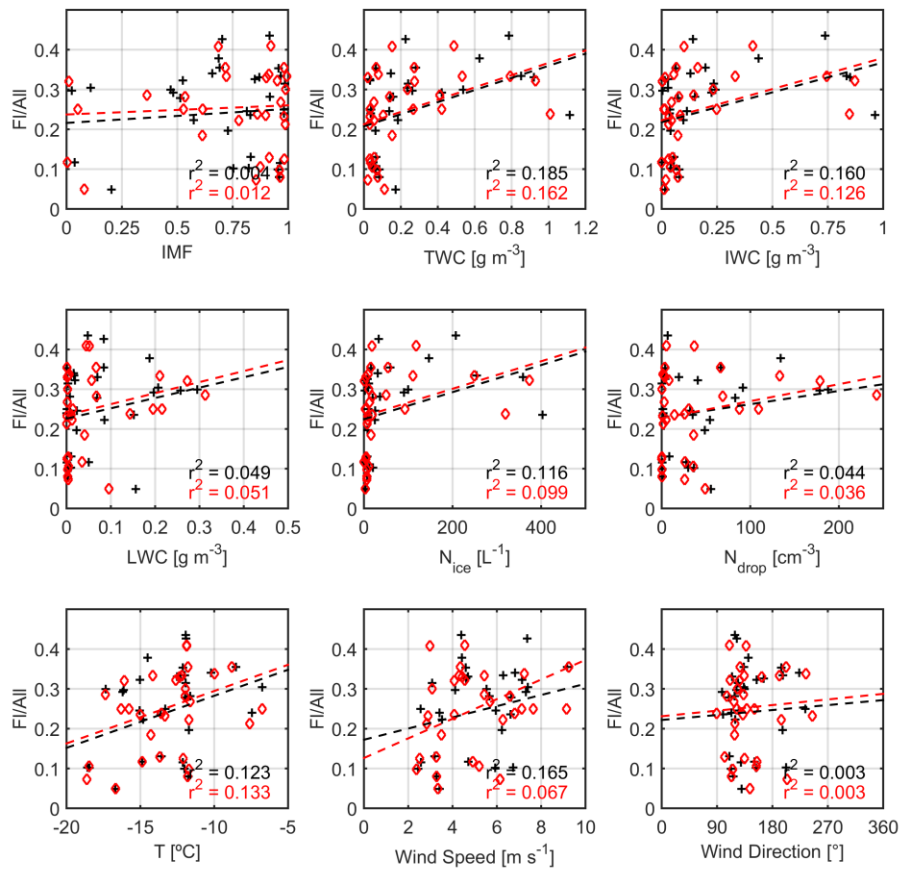 FI/All
0.4
0.3
0.2
0.1
0
0 0.25 0.5 0.75 1
IMF
r² = 0.004
r² = 0.012
FI/All
0.4
0.3
0.2
0.1
0
0 0.2 0.4 0.6 0.8 1 1.2
TWC [g m⁻³]
r² = 0.185
r² = 0.162
FI/All
0.4
0.3
0.2
0.1
0
0 0.25 0.5 0.75 1
IWC [g m⁻³]
r² = 0.160
r² = 0.126
FI/All
0.4
0.3
0.2
0.1
0
0 0.1 0.2 0.3 0.4 0.5
LWC [g m⁻³]
r² = 0.049
r² = 0.051
FI/All
0.4
0.3
0.2
0.1
0
0 200 400
N_ice [L⁻¹]
r² = 0.116
r² = 0.099
FI/All
0.4
0.3
0.2
0.1
0
0 100 200
N_drop [cm⁻³]
r² = 0.044
r² = 0.036
FI/All
0.4
0.3
0.2
0.1
0
-20 -15 -10 -5
T [ºC]
r² = 0.123
r² = 0.133
FI/All
0.4
0.3
0.2
0.1
0
0 2 4 6 8 10
Wind Speed [m s⁻¹]
r² = 0.165
r² = 0.067
FI/All
0.4
0.3
0.2
0.1
0
0 90 180 270 360
Wind Direction [°]
r² = 0.003
r² = 0.003